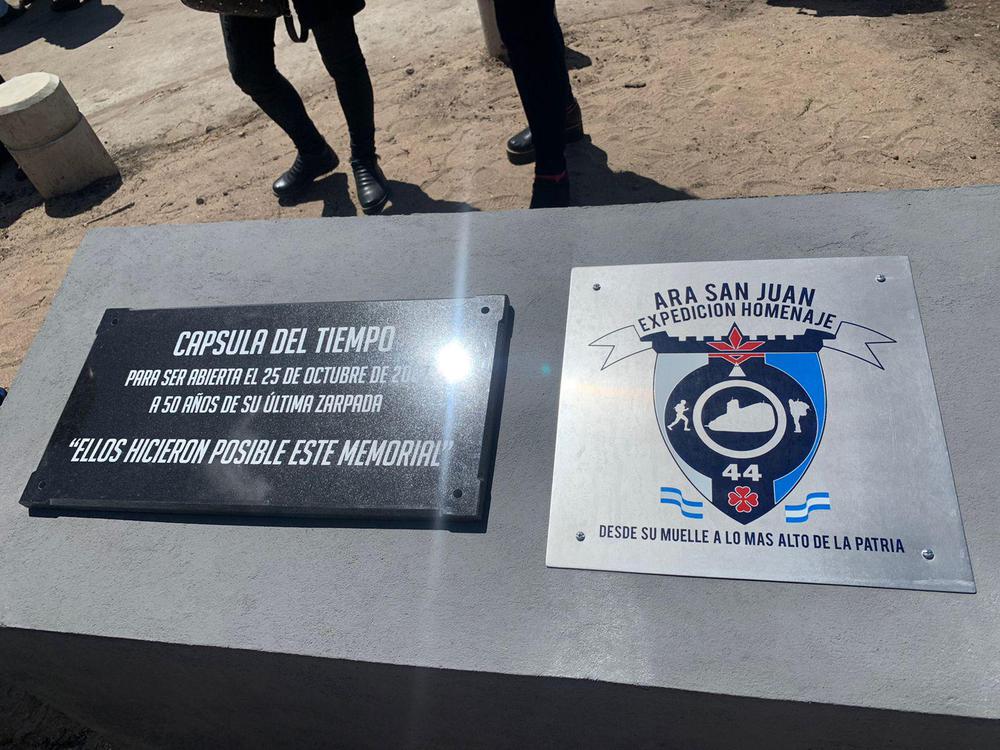 CAPSULA DEL TIEMPO
PARA SER ABIERTA EL 25 DE OCTUBRE DE
A 50 AÑOS DE SU ÚLTIMA ZARPADA
“ELLOS HICIERON POSIBLE ESTE MEMORIAL”
ARA SAN JUAN
EXPEDICION HOMENAJE
44
DESDE SU MUELLE A LO MAS ALTO DE LA PATRIA